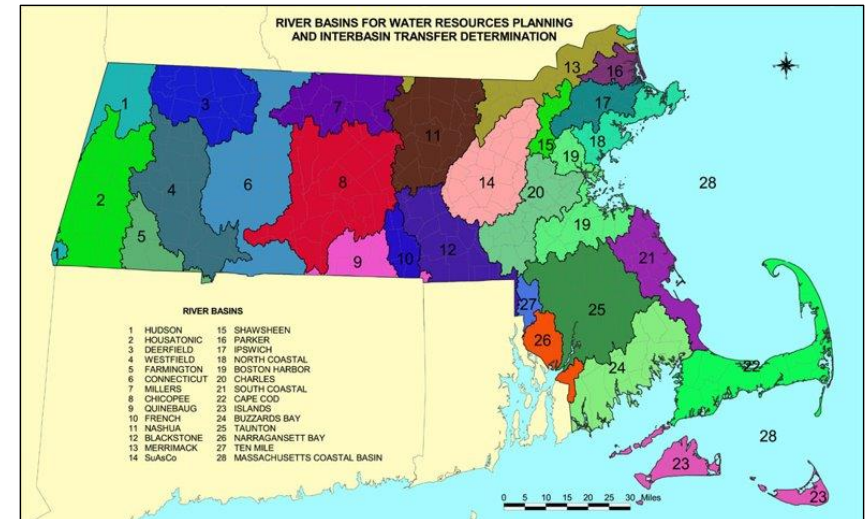 RIVER BASINS FOR WATER RESOURCES PLANNING
AND INTERBASIN TRANSFER DETERMINATION
13
16
1
3
7
17
11
15
18
19
28
8
14
2
4
6
20
19
5
12
21
9
10
27
25
RIVER BASINS
1 HUDSON 15 SHAWSHEEN
2 HOUSATONIC 16 PARKER
3 DEERFIELD 17 IPSWICH
4 WESTFIELD 18 NORTH COASTAL
5 FARMINGTON 19 BOSTON HARBOR
6 CONNECTICUT 20 CHARLES
7 MILLERS 21 SOUTH COASTAL
8 CHICOPEE 22 CAPE COD
9 QUINEBAUG 23 ISLANDS
10 FRENCH 24 BUZZARDS BAY
11 NASHUA 25 TAUNTON
12 BLACKSTONE 26 NARRAGANSETT BAY
13 MERRIMACK 27 TEN MILE
14 SuAsCo 28 MASSACHUSETTS COASTAL BASIN
1
26
24
22
28
23
23
0 5 10 15 20 25 30 Miles